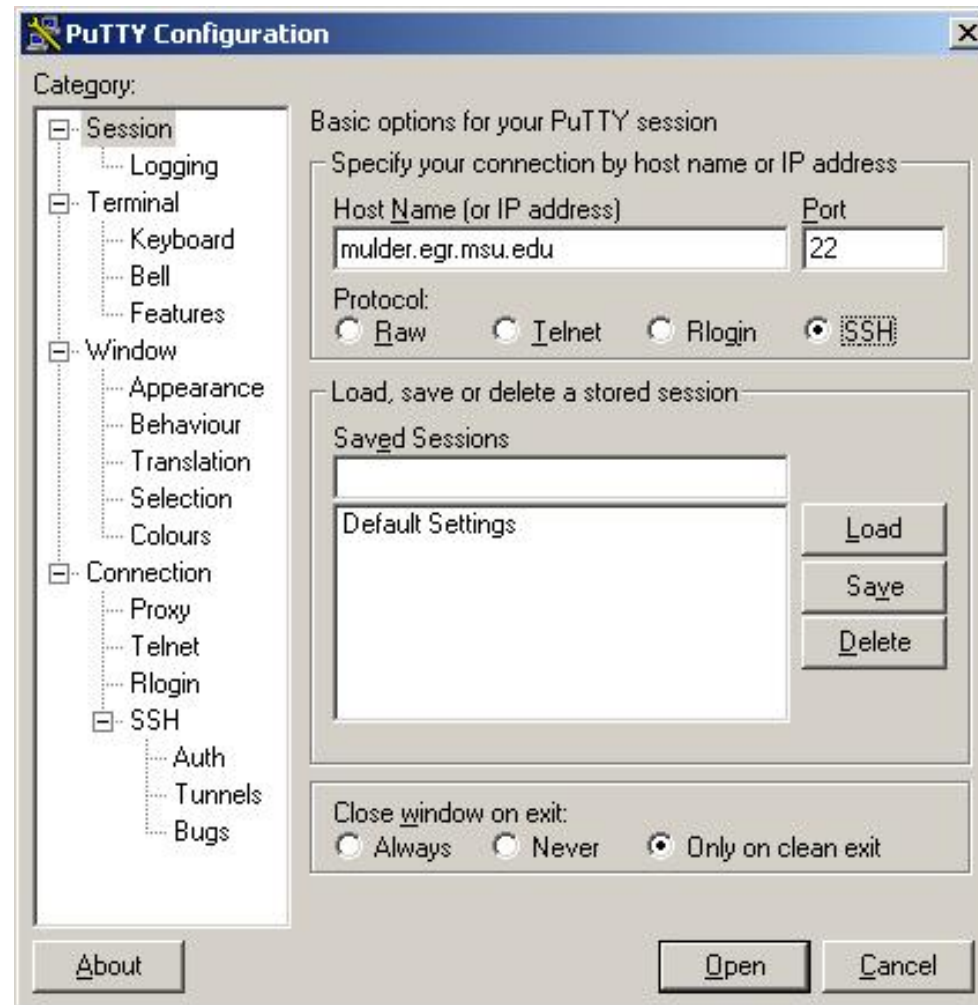 PuTTY Configuration
Category:
Session
Logging
Terminal
Keyboard
Bell
Features
Window
Appearance
Behaviour
Translation
Selection
Colours
Connection
Proxy
Telnet
Rlogin
SSH
Auth
Tunnels
Bugs
Basic options for your PuTTY session
Specify your connection by host name or IP address
Host Name (or IP address) Port
mulder.egr.msu.edu 22
Protocol:
Raw Telnet Rlogin SSH
Load, save or delete a stored session
Saved Sessions
Default Settings
Load
Save
Delete
Close window on exit:
Always Never Only on clean exit
About Open Cancel